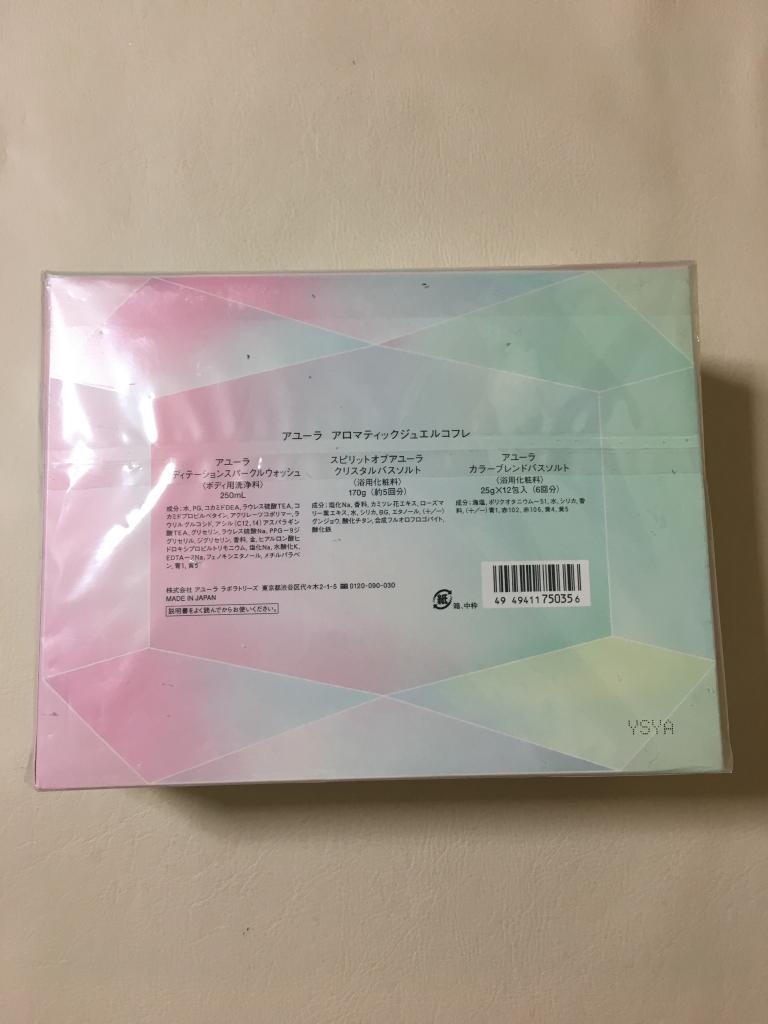 アユーラ アロマティックジュエルコフレ
アユーラ
ディテーションスパークルウォッシュ
〈ボディ用洗浄料〉
250mL
成分:水、PG、コカミドDEA、ラウレス硫酸TEA、コ
カミドプロピルベタイン、アクリレーツコポリマー、ラ
ウリルグルコシド、アシル(C12,14)アスパラギン
酸TEA、グリセリン、ラウレス硫酸Na、PPG-9ジ
グリセリル、ジグリセリン、香料、金、ヒアルロン酸ヒ
ドロキシプロピルトリモニウム、塩化Na、水酸化K、
EDTA-2Na、フェノキシエタノール、メチルパラベ
ン、青1、黄5
スピリットオブアユーラ
クリスタルバスソルト
〈浴用化粧料〉
170g (約5回分)
成分:塩化Na、香料、カミツレ花エキス、ローズマ
リー葉エキス、水、シリカ、BG、エタノール、(+/-)
グンジョウ、酸化チタン、合成フルオロフロゴパイト、
酸化鉄
アユーラ
カラーブレンドバスソルト
〈浴用化粧料〉
25g×12包入 (6回分)
成分:海塩、ポリクオタニウム-51、水、シリカ、香
料、(+/-)青1、赤102、赤106、黄4、黄5
株式会社 アユーラ ラボラトリーズ 東京都渋谷区代々木2-1-5 0120-090-030
MADE IN JAPAN
説明書をよく読んでからお使いください。
紙 箱、中枠
49 49411 750356
YSYA